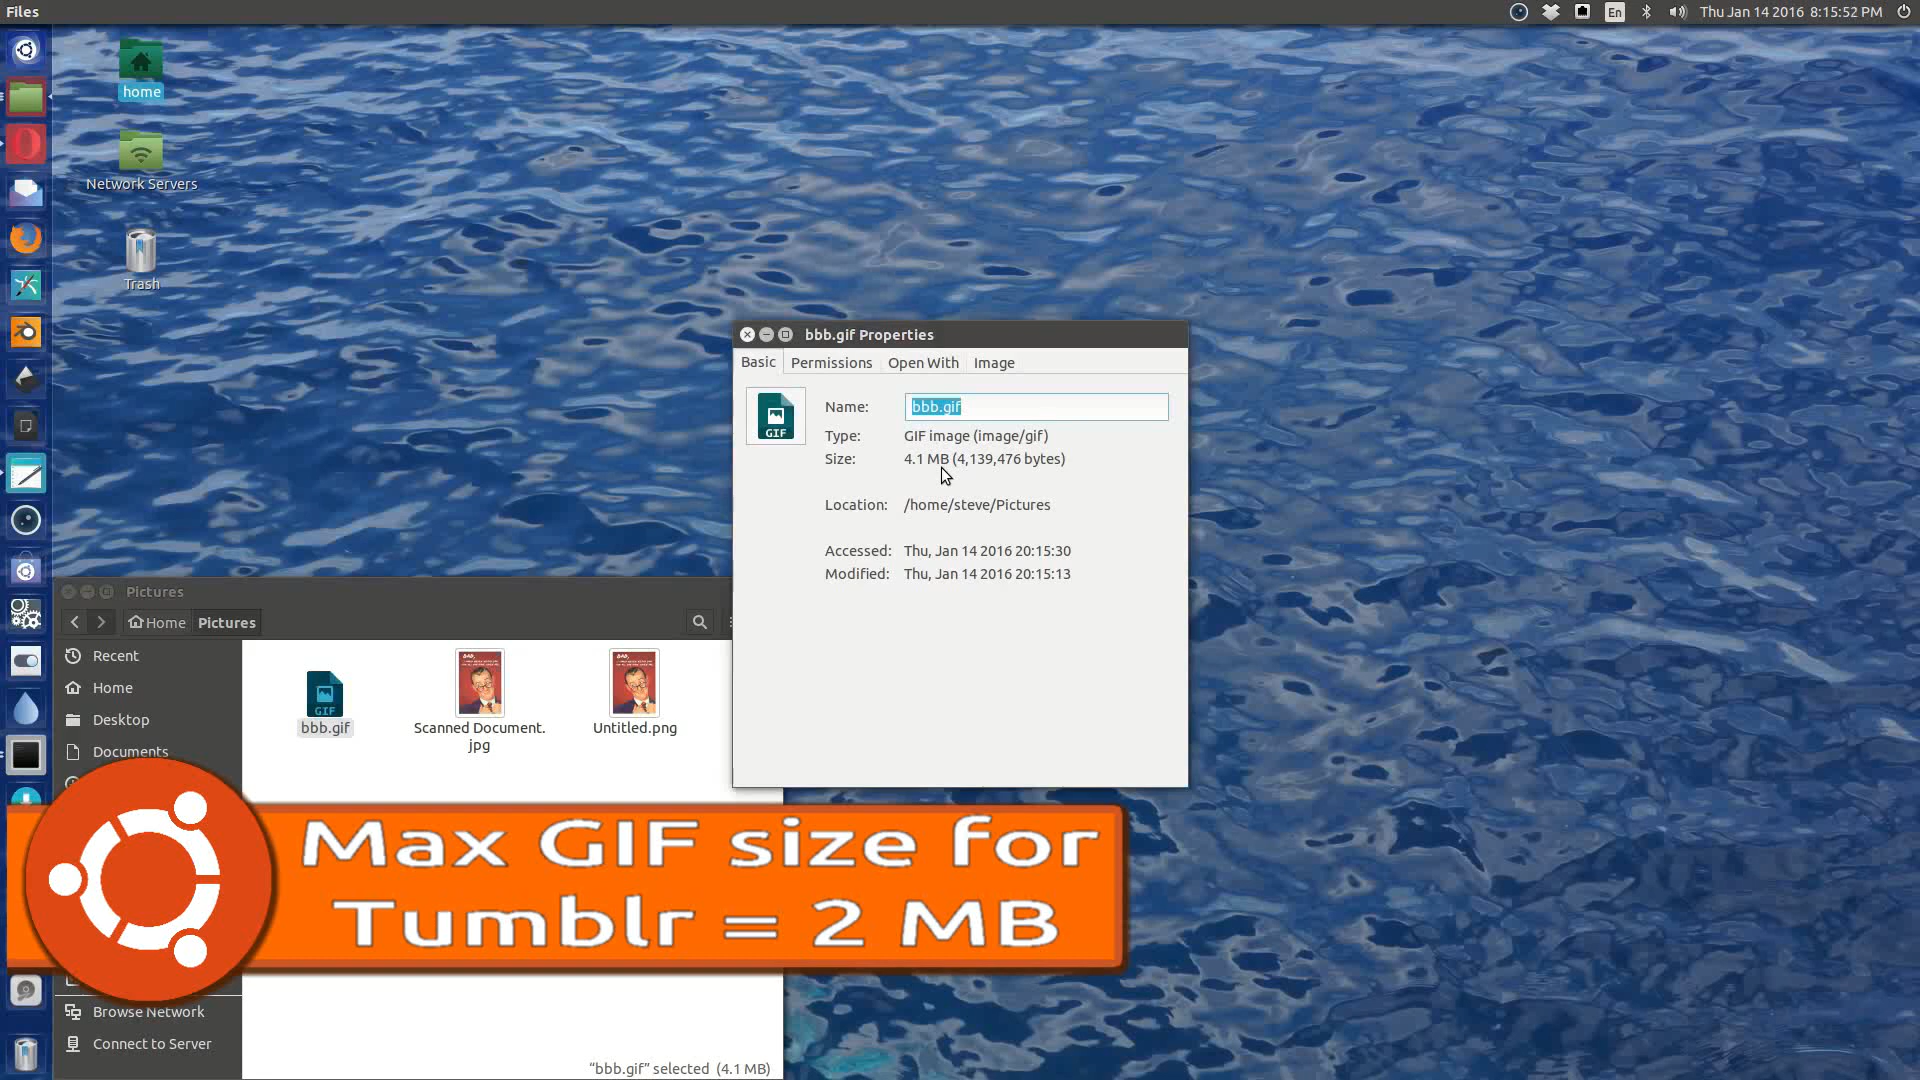 Files
En
Thu Jan 14 2016 8:15:52 PM
home
Network Servers
Trash
bbb.gif Properties
Basic
Permissions
Open With
Image
GIF
Name:
bbb.gif
Type:
GIF image (image/gif)
Size:
4.1 MB (4,139,476 bytes)
Location:
/home/steve/Pictures
Accessed:
Thu, Jan 14 2016 20:15:30
Modified:
Thu, Jan 14 2016 20:15:13
Pictures
Home
Pictures
Recent
Home
Desktop
Documents
GIF
bbb.gif
Scanned Document.
jpg
Untitled.png
Max GIF size for
Tumblr = 2 MB
Browse Network
Connect to Server
“bbb.gif” selected (4.1 MB)